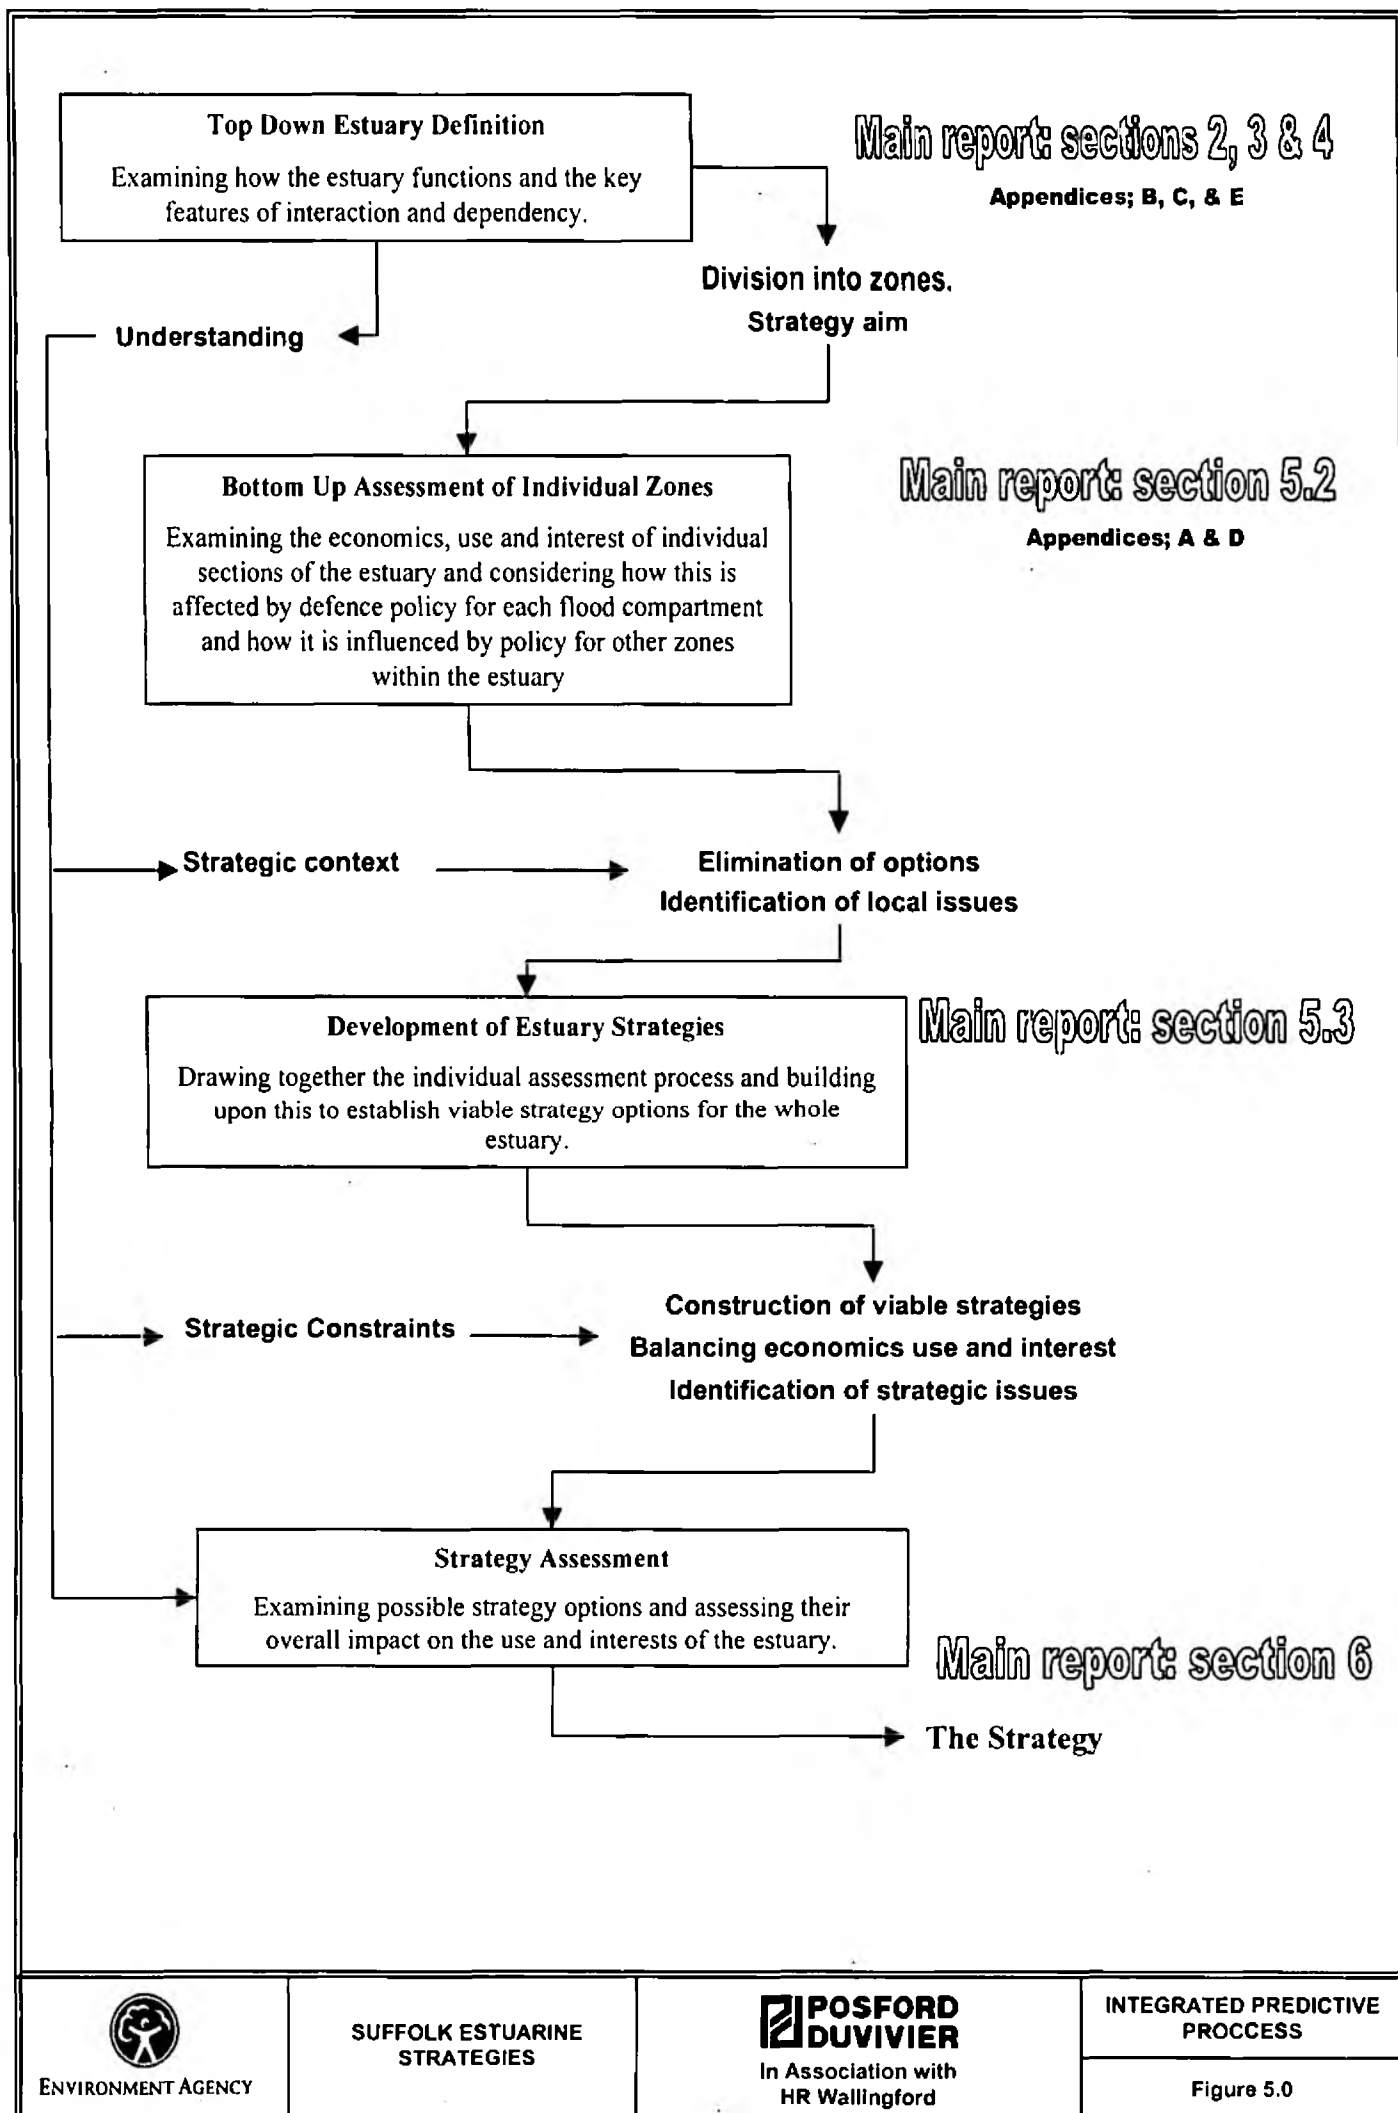 Top Down Estuary Definition
Examining how the estuary functions and the key
features of interaction and dependency.
Main report: sections 2, 3 & 4
Appendices; B, C, & E
Division into zones.
Strategy aim
Understanding
Bottom Up Assessment of Individual Zones
Examining the economics, use and interest of individual
sections of the estuary and considering how this is
affected by defence policy for each flood compartment
and how it is influenced by policy for other zones
within the estuary
Main report: section 5.2
Appendices; A & D
Strategic context
Elimination of options
Identification of local issues
Development of Estuary Strategies
Drawing together the individual assessment process and building
upon this to establish viable strategy options for the whole
estuary.
Main report: section 5.3
Strategic Constraints
Construction of viable strategies
Balancing economics use and interest
Identification of strategic issues
Strategy Assessment
Examining possible strategy options and assessing their
overall impact on the use and interests of the estuary.
Main report: section 6
The Strategy
ENVIRONMENT AGENCY
SUFFOLK ESTUARINE
STRATEGIES
POSFORD
DUVIVIER
In Association with
HR Wallingford
INTEGRATED PREDICTIVE
PROCCESS
Figure 5.0